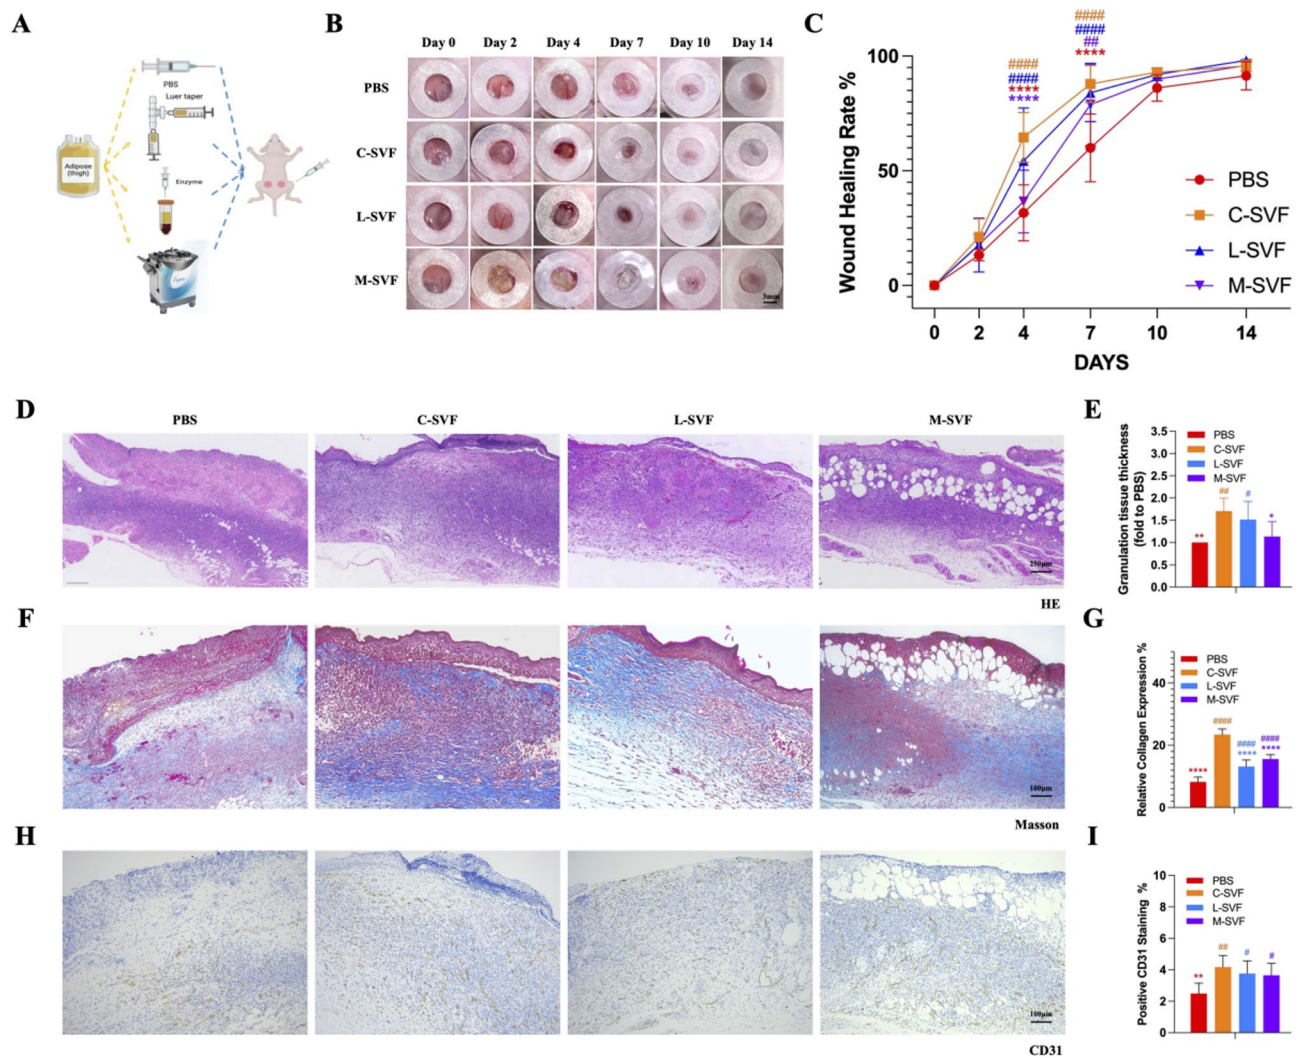 A
PBS
Luer taper
Adipose
(thigh)
Enzyme
B
Day 0 Day 2 Day 4 Day 7 Day 10 Day 14
PBS
C-SVF
L-SVF
M-SVF
3mm
C
####
####
##
****
####
####
****
****
Wound Healing Rate %
100
50
0
0 2 4 7 10 14
DAYS
PBS
C-SVF
L-SVF
M-SVF
D
PBS C-SVF L-SVF M-SVF
250μm
HE
E
Granulation tissue thickness
(fold to PBS)
3.5
3.0
2.5
2.0
1.5
1.0
0.5
0.0
PBS
C-SVF
L-SVF
M-SVF
** ## # *
F
100μm
Masson
G
Relative Collagen Expression %
40
20
0
PBS
C-SVF
L-SVF
M-SVF
####
#### ####
**** **** ****
H
100μm
CD31
I
Positive CD31 Staining %
10
8
6
4
2
0
PBS
C-SVF
L-SVF
M-SVF
** ## # #